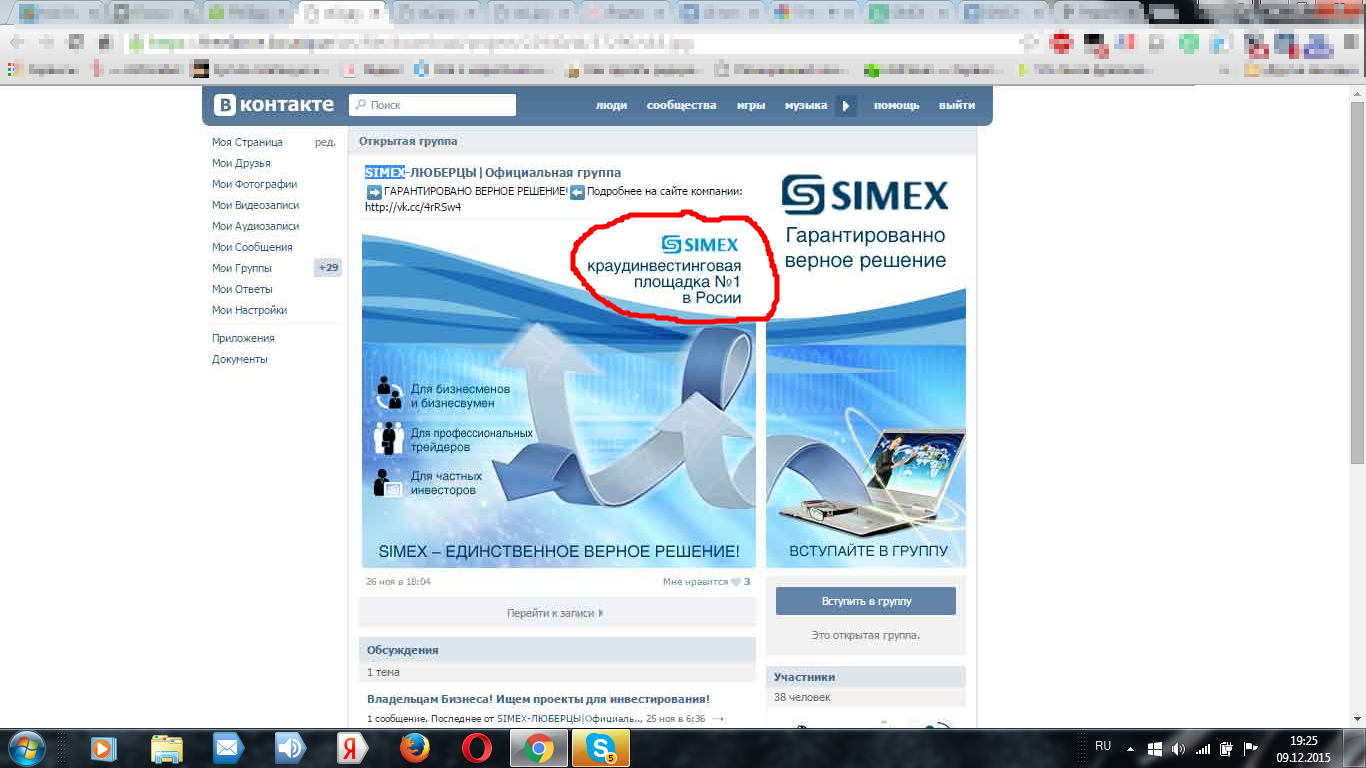 В контакте
Поиск
люди
сообщества
игры
музыка
помощь
выйти
Моя Страница
ред.
Мои Друзья
Мои Фотографии
Мои Видеозаписи
Мои Аудиозаписи
Мои Сообщения
Мои Группы
+29
Мои Ответы
Мои Настройки
Приложения
Документы
Открытая группа
SIMEX-ЛЮБЕРЦЫ|Официальная группа
ГАРАНТИРОВАНО ВЕРНОЕ РЕШЕНИЕ! Подробнее на сайте компании:
http://vk.cc/4rRSw4
SIMEX
краудинвестинговая
площадка №1
в Росии
Для бизнесменов
и бизнесвумен
Для профессиональных
трейдеров
Для частных
инвесторов
SIMEX – ЕДИНСТВЕННОЕ ВЕРНОЕ РЕШЕНИЕ!
26 ноя в 18:04
Мне нравится 3
Перейти к записи
Обсуждения
1 тема
Владельцам Бизнеса! Ищем проекты для инвестирования!
1 сообщение. Последнее от SIMEX-ЛЮБЕРЦЫ|Официаль.., 25 ноя в 6:36 →
SIMEX
Гарантированно
верное решение
ВСТУПАЙТЕ В ГРУППУ
Вступить в группу
Это открытая группа.
Участники
38 человек
Я
S
5
RU
19:25
09.12.2015